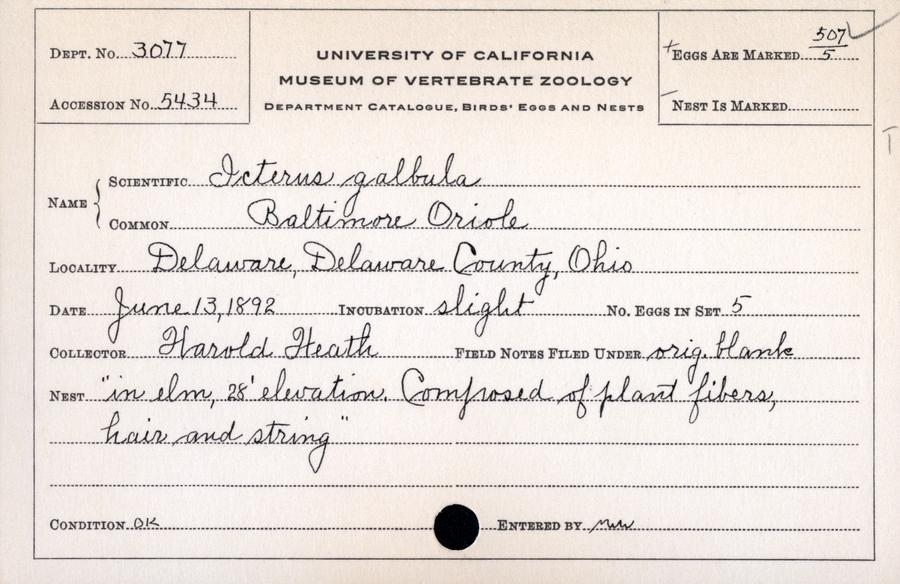 Dept. No. 3077
Accession No. 5434
UNIVERSITY OF CALIFORNIA
MUSEUM OF VERTEBRATE ZOOLOGY
Department Catalogue, Birds' Eggs and Nests
+Eggs Are Marked 507/5
-Nest Is Marked
T
Name
Scientific Icterus galbula
Common Baltimore Oriole
Locality Delaware, Delaware County, Ohio
Date June 13, 1892 Incubation slight No. Eggs in Set 5
Collector Harold Heath Field Notes Filed Under orig. blank
Nest "in elm, 28' elevation. Composed of plant fibers,
hair and string"
Condition OK Entered by